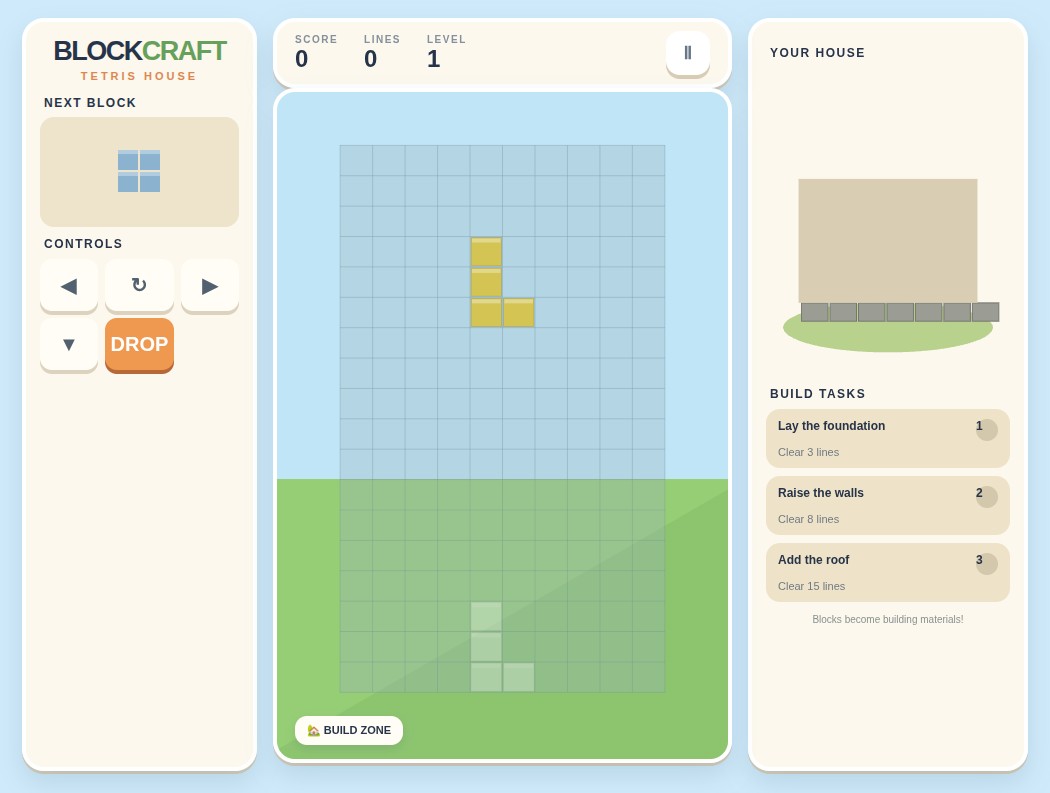 BLOCKCRAFT
TETRIS HOUSE
NEXT BLOCK
CONTROLS
DROP
SCORE LINES LEVEL
0 0 1
🏡 BUILD ZONE
YOUR HOUSE
BUILD TASKS
Lay the foundation 1
Clear 3 lines
Raise the walls 2
Clear 8 lines
Add the roof 3
Clear 15 lines
Blocks become building materials!